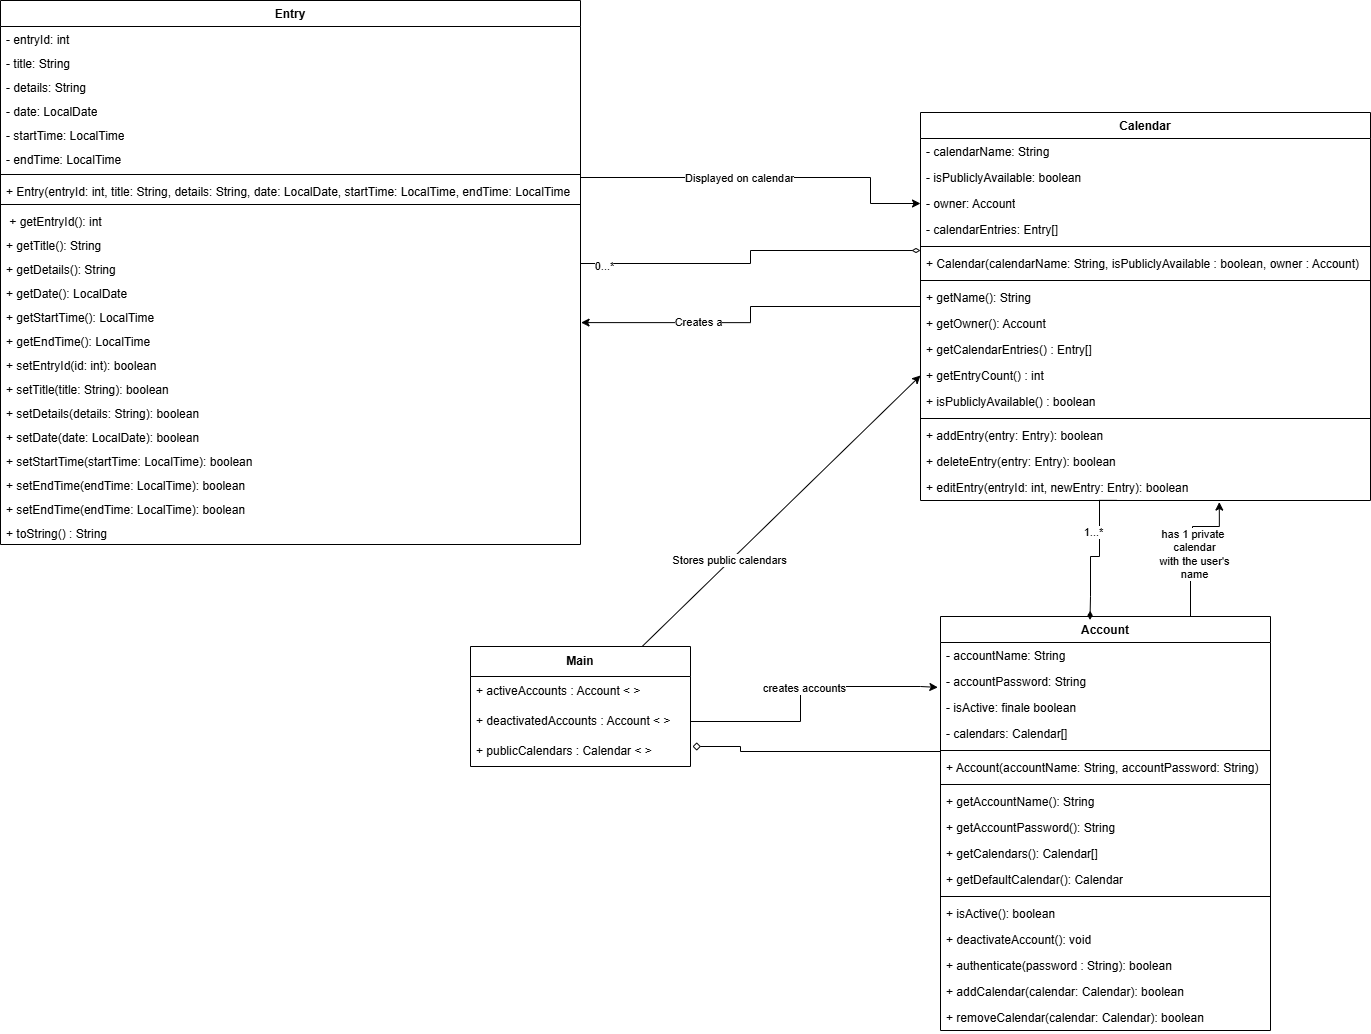 Entry
- entryId: int
- title: String
- details: String
- date: LocalDate
- startTime: LocalTime
- endTime: LocalTime
+ Entry(entryId: int, title: String, details: String, date: LocalDate, startTime: LocalTime, endTime: LocalTime
+ getEntryId(): int
+ getTitle(): String
+ getDetails(): String
+ getDate(): LocalDate
+ getStartTime(): LocalTime
+ getEndTime(): LocalTime
+ setEntryId(id: int): boolean
+ setTitle(title: String): boolean
+ setDetails(details: String): boolean
+ setDate(date: LocalDate): boolean
+ setStartTime(startTime: LocalTime): boolean
+ setEndTime(endTime: LocalTime): boolean
+ setEndTime(endTime: LocalTime): boolean
+ toString() : String
Displayed on calendar
0...*
Creates a
Calendar
- calendarName: String
- isPubliclyAvailable: boolean
- owner: Account
- calendarEntries: Entry[]
+ Calendar(calendarName: String, isPubliclyAvailable : boolean, owner : Account)
+ getName(): String
+ getOwner(): Account
+ getCalendarEntries() : Entry[]
+ getEntryCount() : int
+ isPubliclyAvailable() : boolean
+ addEntry(entry: Entry): boolean
+ deleteEntry(entry: Entry): boolean
+ editEntry(entryId: int, newEntry: Entry): boolean
1...*
has 1 private
calendar
with the user's
name
Stores public calendars
Main
+ activeAccounts : Account < >
+ deactivatedAccounts : Account < >
+ publicCalendars : Calendar < >
creates accounts
Account
- accountName: String
- accountPassword: String
- isActive: finale boolean
- calendars: Calendar[]
+ Account(accountName: String, accountPassword: String)
+ getAccountName(): String
+ getAccountPassword(): String
+ getCalendars(): Calendar[]
+ getDefaultCalendar(): Calendar
+ isActive(): boolean
+ deactivateAccount(): void
+ authenticate(password : String): boolean
+ addCalendar(calendar: Calendar): boolean
+ removeCalendar(calendar: Calendar): boolean